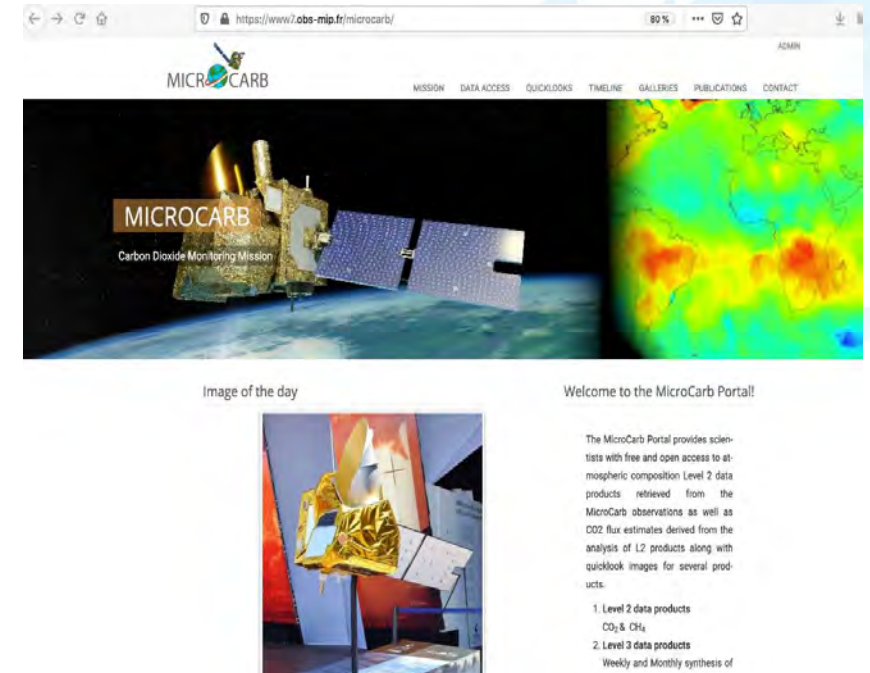 https://www7.obs-mip.fr/microcarb/
80 %
ADMIN
MICROCARB
MISSION DATA ACCESS QUICKLOOKS TIMELINE GALLERIES PUBLICATIONS CONTACT
MICROCARB
Carbon Dioxide Monitoring Mission
Image of the day
Welcome to the MicroCarb Portal!
The MicroCarb Portal provides scien-
tists with free and open access to at-
mospheric composition Level 2 data
products retrieved from the
MicroCarb observations as well as
CO2 flux estimates derived from the
analysis of L2 products along with
quicklook images for several prod-
ucts.
1. Level 2 data products
CO₂ & CH₄
2. Level 3 data products
Weekly and Monthly synthesis of